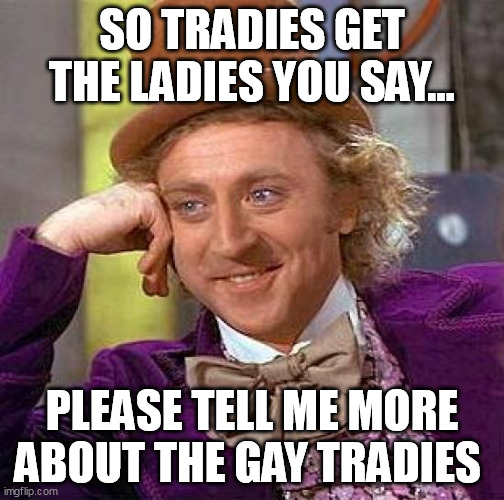 SO TRADIES GET
THE LADIES YOU SAY...
PLEASE TELL ME MORE
ABOUT THE GAY TRADIES
imgflip.com